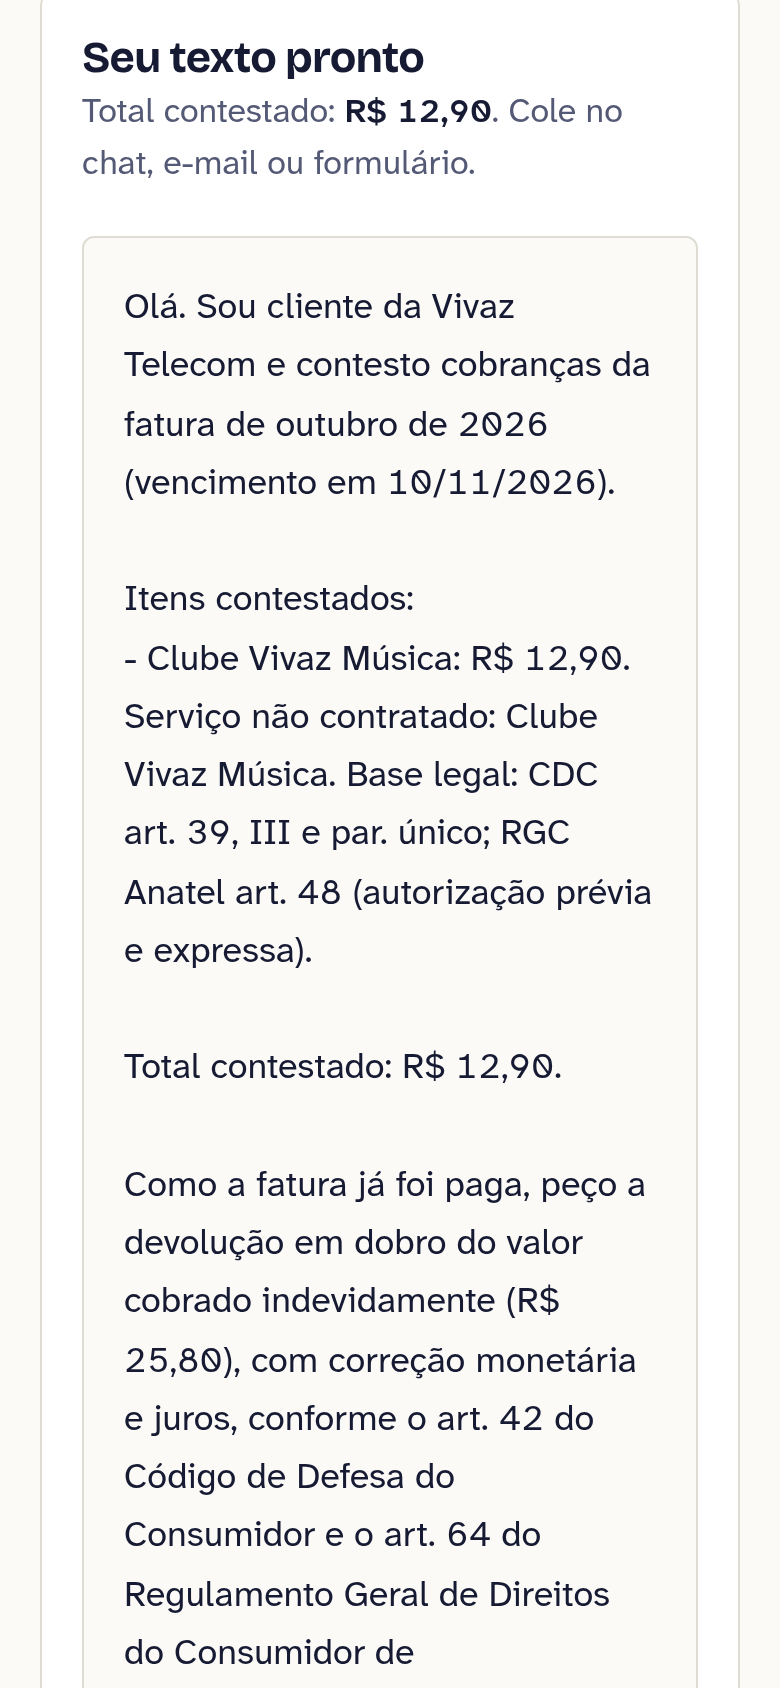 Seu texto pronto
Total contestado: R$ 12,90. Cole no
chat, e-mail ou formulário.
Olá. Sou cliente da Vivaz
Telecom e contesto cobranças da
fatura de outubro de 2026
(vencimento em 10/11/2026).
Itens contestados:
- Clube Vivaz Música: R$ 12,90.
Serviço não contratado: Clube
Vivaz Música. Base legal: CDC
art. 39, III e par. único; RGC
Anatel art. 48 (autorização prévia
e expressa).
Total contestado: R$ 12,90.
Como a fatura já foi paga, peço a
devolução em dobro do valor
cobrado indevidamente (R$
25,80), com correção monetária
e juros, conforme o art. 42 do
Código de Defesa do
Consumidor e o art. 64 do
Regulamento Geral de Direitos
do Consumidor de